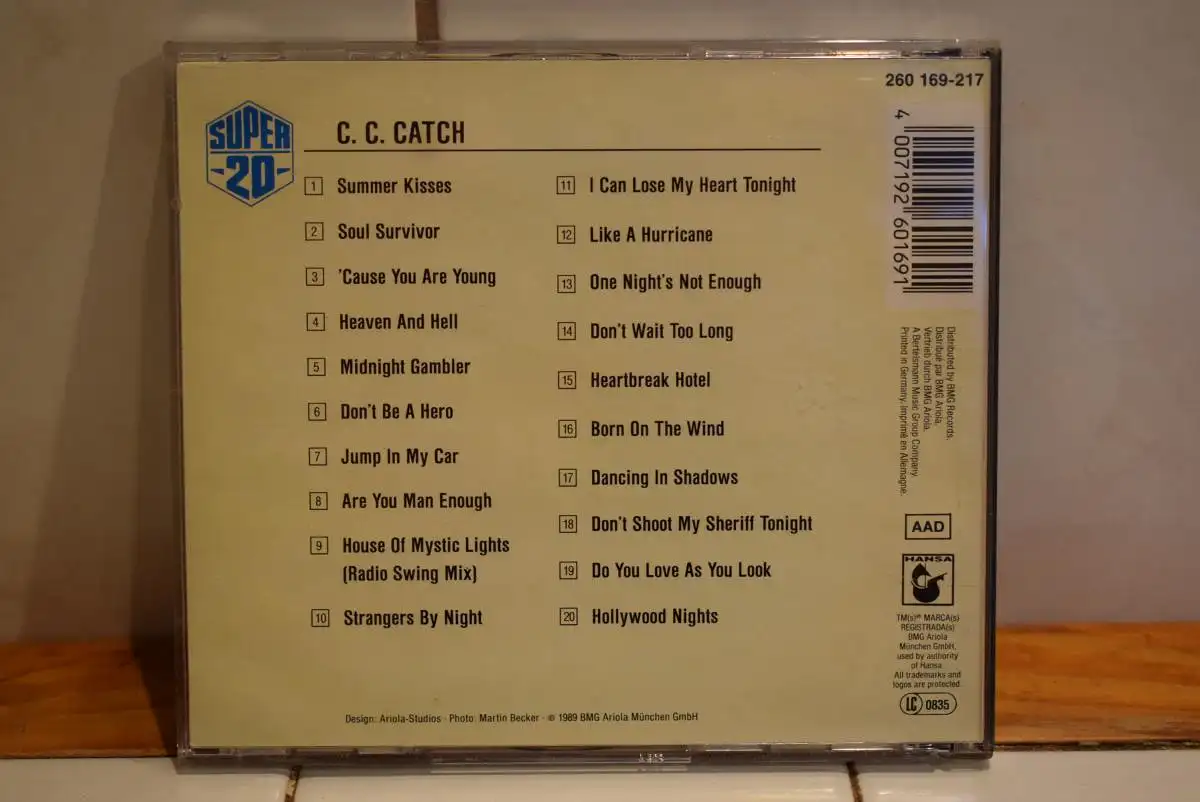 260 169-217
SUPER
20
C. C. CATCH
1 Summer Kisses
2 Soul Survivor
3 'Cause You Are Young
4 Heaven And Hell
5 Midnight Gambler
6 Don't Be A Hero
7 Jump In My Car
8 Are You Man Enough
9 House Of Mystic Lights
(Radio Swing Mix)
10 Strangers By Night
11 I Can Lose My Heart Tonight
12 Like A Hurricane
13 One Night's Not Enough
14 Don't Wait Too Long
15 Heartbreak Hotel
16 Born On The Wind
17 Dancing In Shadows
18 Don't Shoot My Sheriff Tonight
19 Do You Love As You Look
20 Hollywood Nights
4 007192 601691
Distributed by BMG Records.
Distribué par BMG Ariola.
Vertrieb durch BMG Ariola.
A Bertelsmann Music Group Company.
Printed in Germany. Imprimé en Allemagne.
AAD
HANSA
TM(s)® MARCA(s)
REGISTRADA(s)
BMG Ariola
München GmbH,
used by authority
of Hansa
All trademarks and
logos are protected.
LC 0835
Design: Ariola-Studios · Photo: Martin Becker · © 1989 BMG Ariola München GmbH